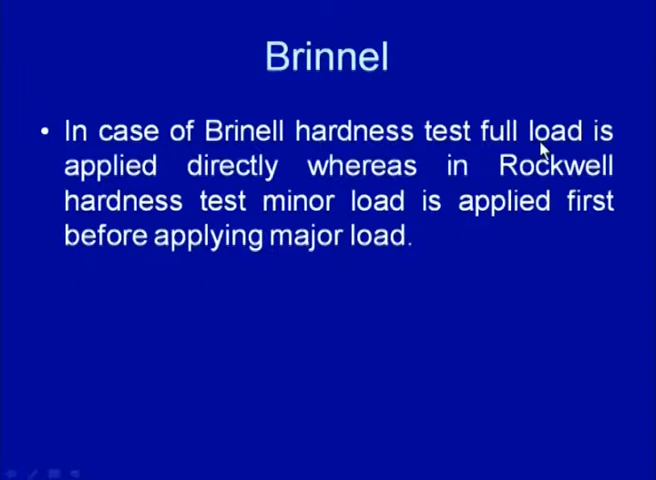 Brinnel
• In case of Brinell hardness test full load is
applied directly whereas in Rockwell
hardness test minor load is applied first
before applying major load.